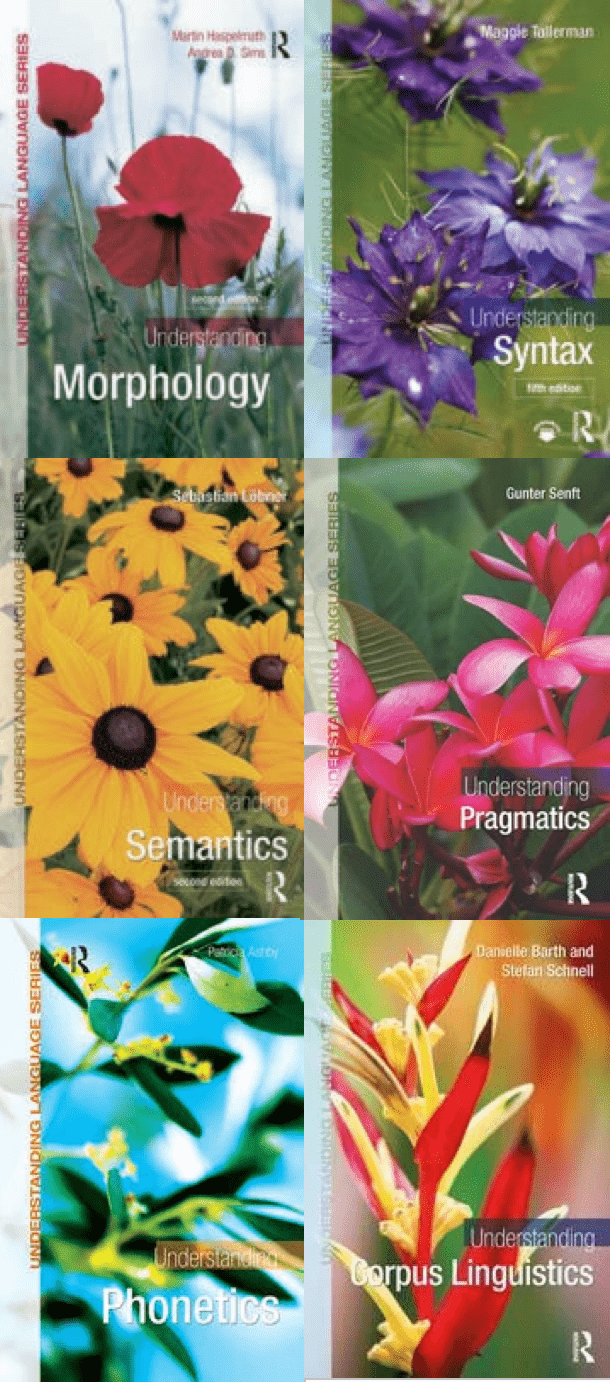 UNDERSTANDING LANGUAGE SERIES
Martin Haspelmath
Andrea D. Sims
R
second edition
Understanding
Morphology
UNDERSTANDING LANGUAGE SERIES
Maggie Tallerman
Understanding
Syntax
fifth edition
R
UNDERSTANDING LANGUAGE SERIES
Sebastian Löbner
Understanding
Semantics
second edition
R
UNDERSTANDING LANGUAGE SERIES
Gunter Senft
Understanding
Pragmatics
R
UNDERSTANDING LANGUAGE SERIES
R
Patricia Ashby
Understanding
Phonetics
UNDERSTANDING LANGUAGE SERIES
Danielle Barth and
Stefan Schnell
Understanding
Corpus Linguistics
R